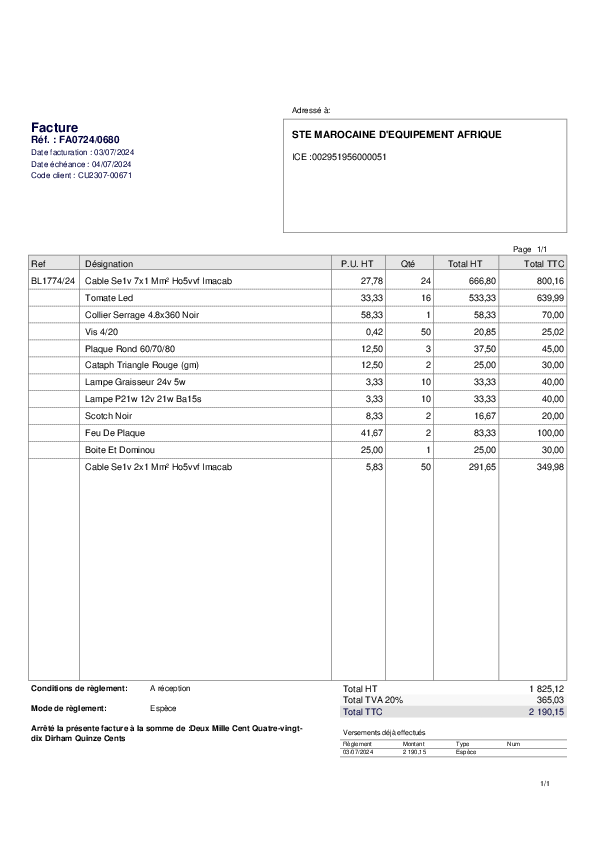 Adressé à:
Facture
Réf. : FA0724/0680
Date facturation : 03/07/2024
Date échéance : 04/07/2024
Code client : CU2307-00671
STE MAROCAINE D'EQUIPEMENT AFRIQUE
ICE :002951956000051
Page 1/1
Ref Désignation P.U. HT Qté Total HT Total TTC
BL1774/24 Cable Se1v 7x1 Mm² Ho5vvf Imacab 27,78 24 666,80 800,16
Tomate Led 33,33 16 533,33 639,99
Collier Serrage 4.8x360 Noir 58,33 1 58,33 70,00
Vis 4/20 0,42 50 20,85 25,02
Plaque Rond 60/70/80 12,50 3 37,50 45,00
Cataph Triangle Rouge (gm) 12,50 2 25,00 30,00
Lampe Graisseur 24v 5w 3,33 10 33,33 40,00
Lampe P21w 12v 21w Ba15s 3,33 10 33,33 40,00
Scotch Noir 8,33 2 16,67 20,00
Feu De Plaque 41,67 2 83,33 100,00
Boite Et Dominou 25,00 1 25,00 30,00
Cable Se1v 2x1 Mm² Ho5vvf Imacab 5,83 50 291,65 349,98
Conditions de règlement: A réception
Mode de règlement: Espèce
Arrêté la présente facture à la somme de :Deux Mille Cent Quatre-vingt-
dix Dirham Quinze Cents
Total HT 1 825,12
Total TVA 20% 365,03
Total TTC 2 190,15
Versements déjà effectués
Règlement Montant Type Num
03/07/2024 2 190,15 Espèce
1/1